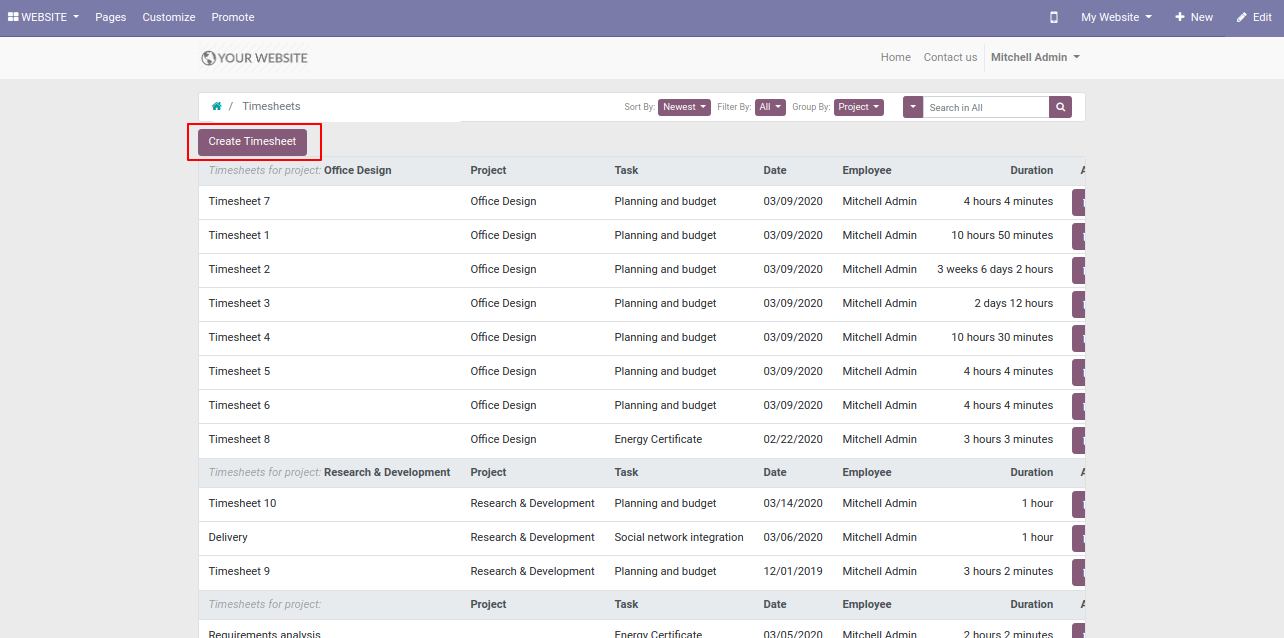 WEBSITE Pages Customize Promote My Website New Edit
YOUR WEBSITE Home Contact us Mitchell Admin
/ Timesheets Sort By: Newest Filter By: All Group By: Project Search in All
Create Timesheet
Timesheets for project: Office Design Project Task Date Employee Duration
Timesheet 7 Office Design Planning and budget 03/09/2020 Mitchell Admin 4 hours 4 minutes
Timesheet 1 Office Design Planning and budget 03/09/2020 Mitchell Admin 10 hours 50 minutes
Timesheet 2 Office Design Planning and budget 03/09/2020 Mitchell Admin 3 weeks 6 days 2 hours
Timesheet 3 Office Design Planning and budget 03/09/2020 Mitchell Admin 2 days 12 hours
Timesheet 4 Office Design Planning and budget 03/09/2020 Mitchell Admin 10 hours 30 minutes
Timesheet 5 Office Design Planning and budget 03/09/2020 Mitchell Admin 4 hours 4 minutes
Timesheet 6 Office Design Planning and budget 03/09/2020 Mitchell Admin 4 hours 4 minutes
Timesheet 8 Office Design Energy Certificate 02/22/2020 Mitchell Admin 3 hours 3 minutes
Timesheets for project: Research & Development Project Task Date Employee Duration
Timesheet 10 Research & Development Planning and budget 03/14/2020 Mitchell Admin 1 hour
Delivery Research & Development Social network integration 03/06/2020 Mitchell Admin 1 hour
Timesheet 9 Research & Development Planning and budget 12/01/2019 Mitchell Admin 3 hours 2 minutes
Timesheets for project: Project Task Date Employee Duration
Requirements analysis Energy Certificate 03/05/2020 Mitchell Admin 2 hours 2 minutes